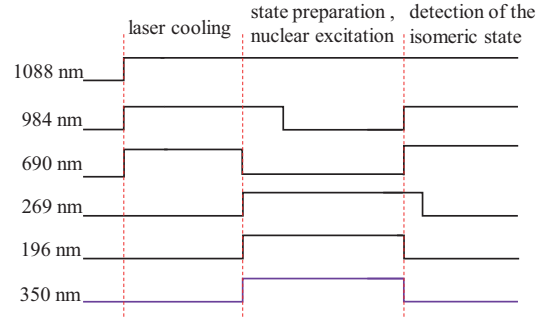 laser cooling
state preparation ,
nuclear excitation
detection of the
isomeric state
1088 nm
984 nm
690 nm
269 nm
196 nm
350 nm